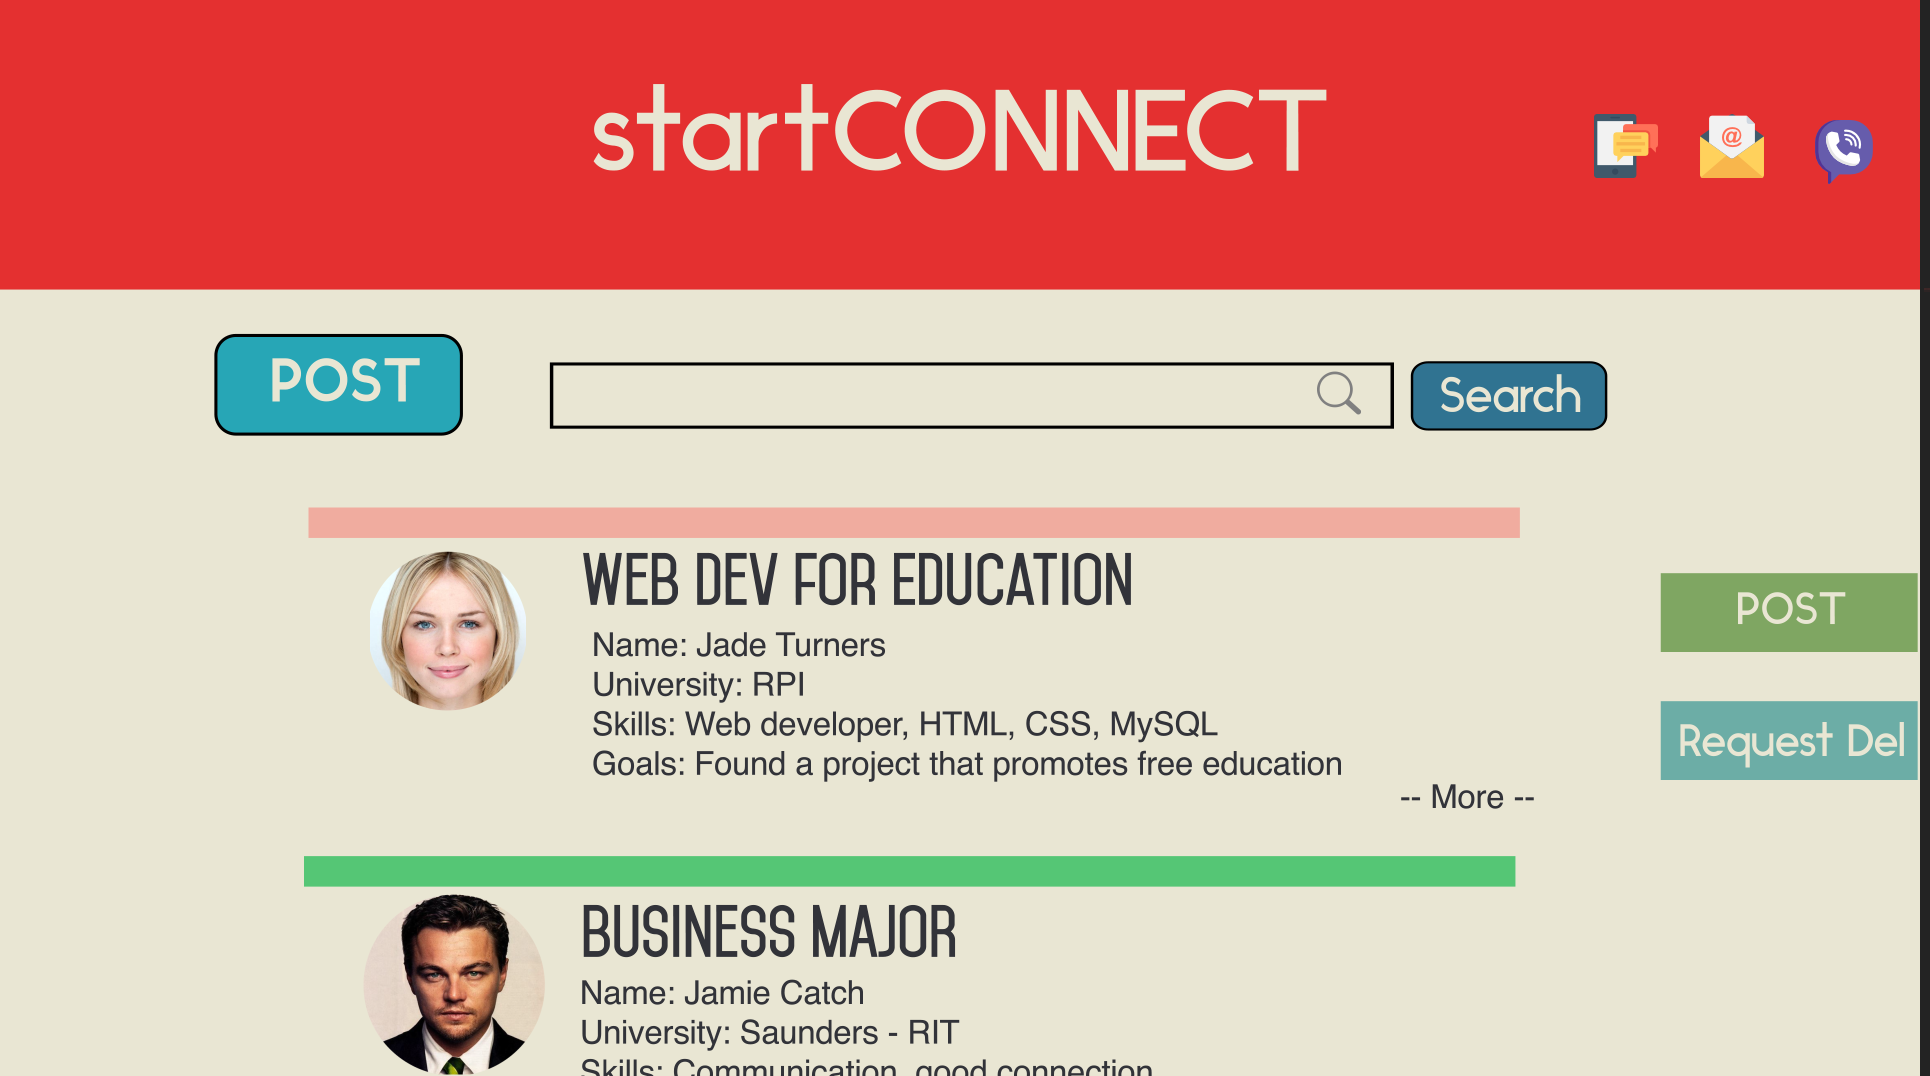 startCONNECT
@
POST
Search
WEB DEV FOR EDUCATION
Name: Jade Turners
University: RPI
Skills: Web developer, HTML, CSS, MySQL
Goals: Found a project that promotes free education
-- More --
POST
Request Del
BUSINESS MAJOR
Name: Jamie Catch
University: Saunders - RIT
Skills: Communication, good connection